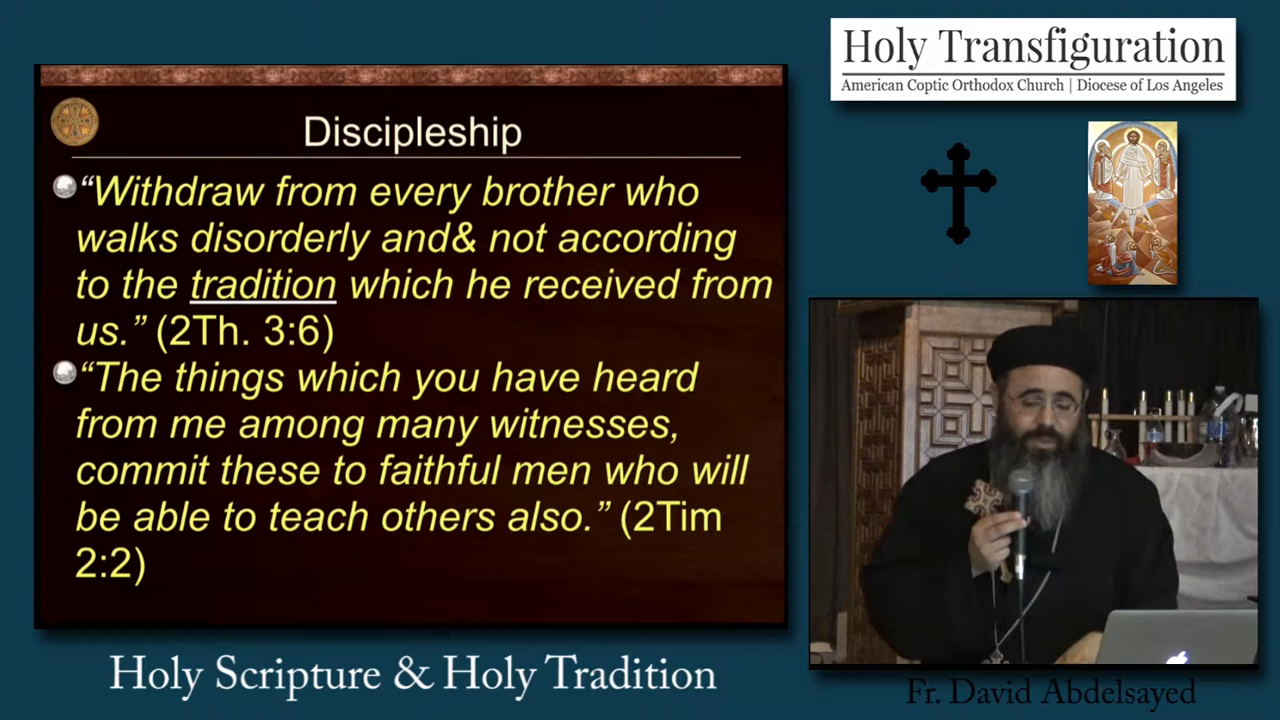 Holy Transfiguration
American Coptic Orthodox Church | Diocese of Los Angeles
Discipleship
“Withdraw from every brother who
walks disorderly and& not according
to the tradition which he received from
us.” (2Th. 3:6)
“The things which you have heard
from me among many witnesses,
commit these to faithful men who will
be able to teach others also.” (2Tim
2:2)
Holy Scripture & Holy Tradition
Fr. David Abdelsayed